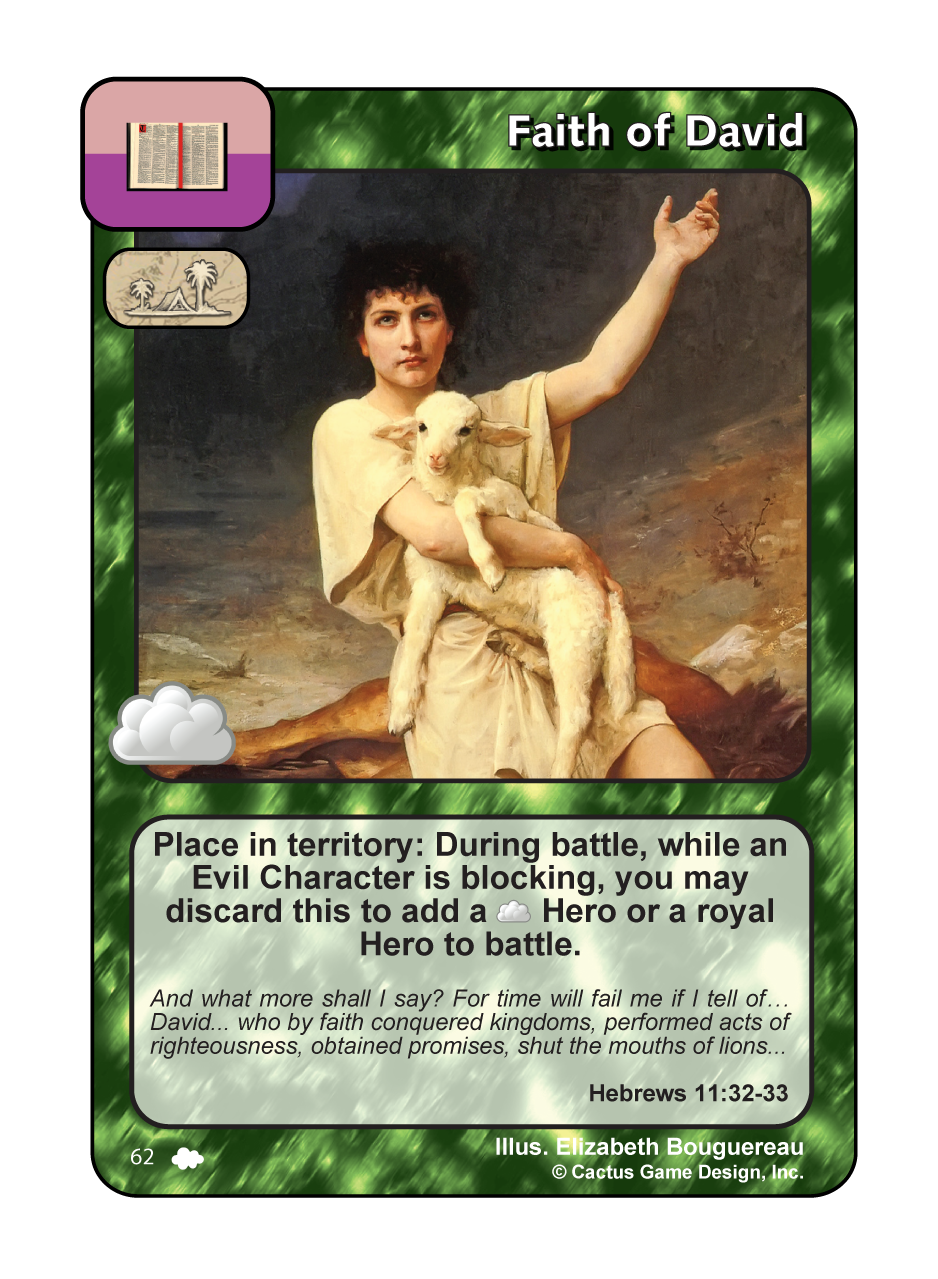 Faith of David
Place in territory: During battle, while an
Evil Character is blocking, you may
discard this to add a Hero or a royal
Hero to battle.
And what more shall I say? For time will fail me if I tell of…
David... who by faith conquered kingdoms, performed acts of
righteousness, obtained promises, shut the mouths of lions...
Hebrews 11:32-33
62
Illus. Elizabeth Bouguereau
© Cactus Game Design, Inc.